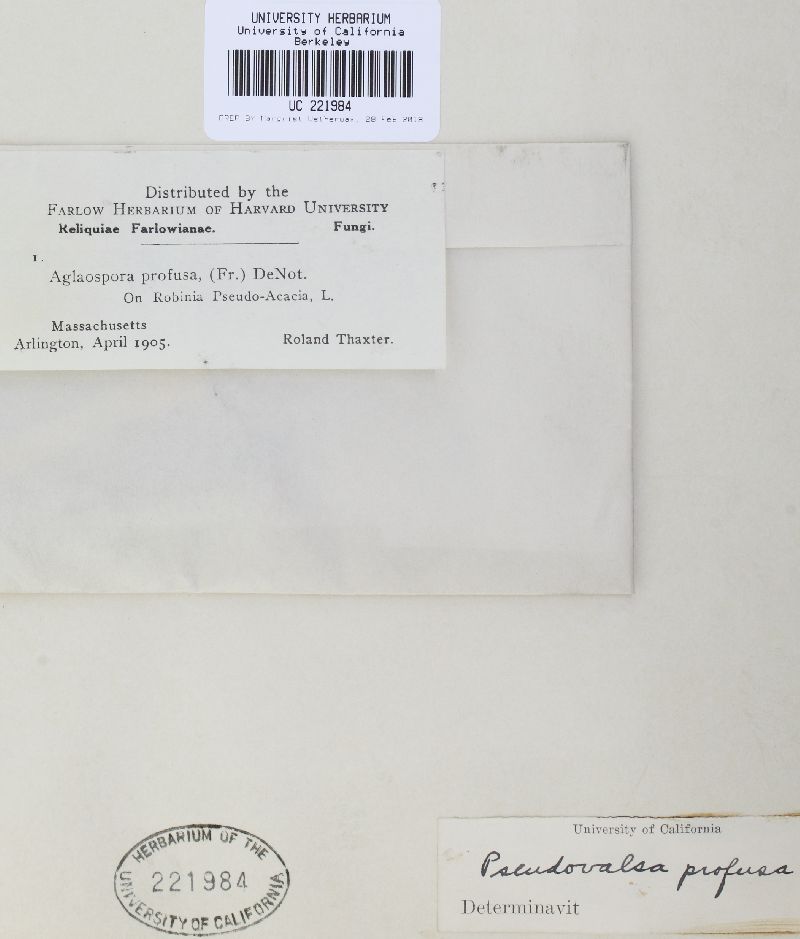 UNIVERSITY HERBARIUM
University of California
Berkeley
UC 221984
Distributed by the
FARLOW HERBARIUM OF HARVARD UNIVERSITY
Reliquiae Farlowianae. Fungi.
1.
Aglaospora profusa, (Fr.) DeNot.
On Robinia Pseudo-Acacia, L.
Massachusetts
Arlington, April 1905. Roland Thaxter.
HERBARIUM OF THE
221984
UNIVERSITY OF CALIFORNIA
University of California
Pseudovalsa profusa
Determinavit